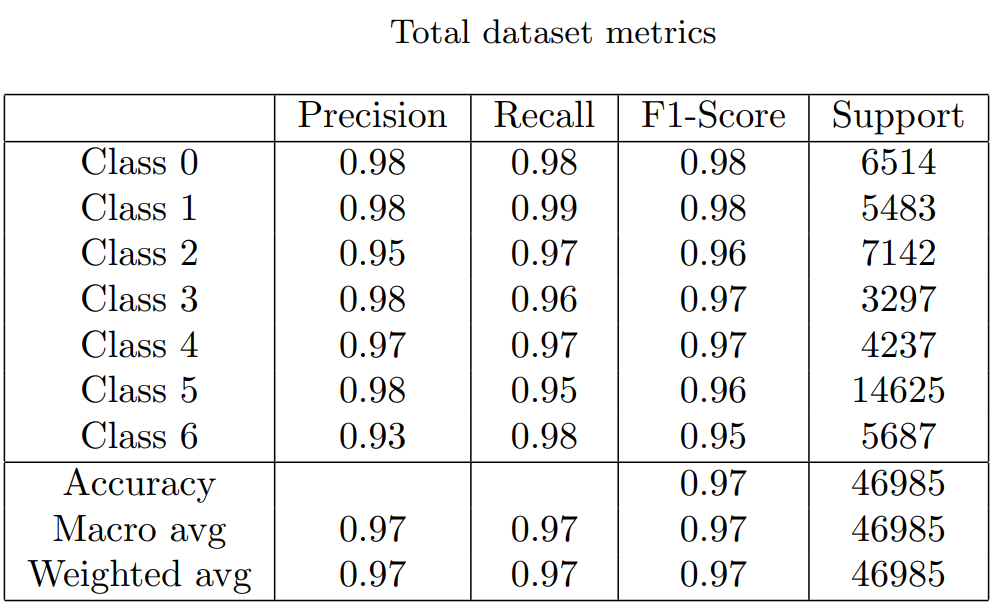 Total dataset metrics
Precision Recall F1-Score Support
Class 0 0.98 0.98 0.98 6514
Class 1 0.98 0.99 0.98 5483
Class 2 0.95 0.97 0.96 7142
Class 3 0.98 0.96 0.97 3297
Class 4 0.97 0.97 0.97 4237
Class 5 0.98 0.95 0.96 14625
Class 6 0.93 0.98 0.95 5687
Accuracy 0.97 46985
Macro avg 0.97 0.97 0.97 46985
Weighted avg 0.97 0.97 0.97 46985